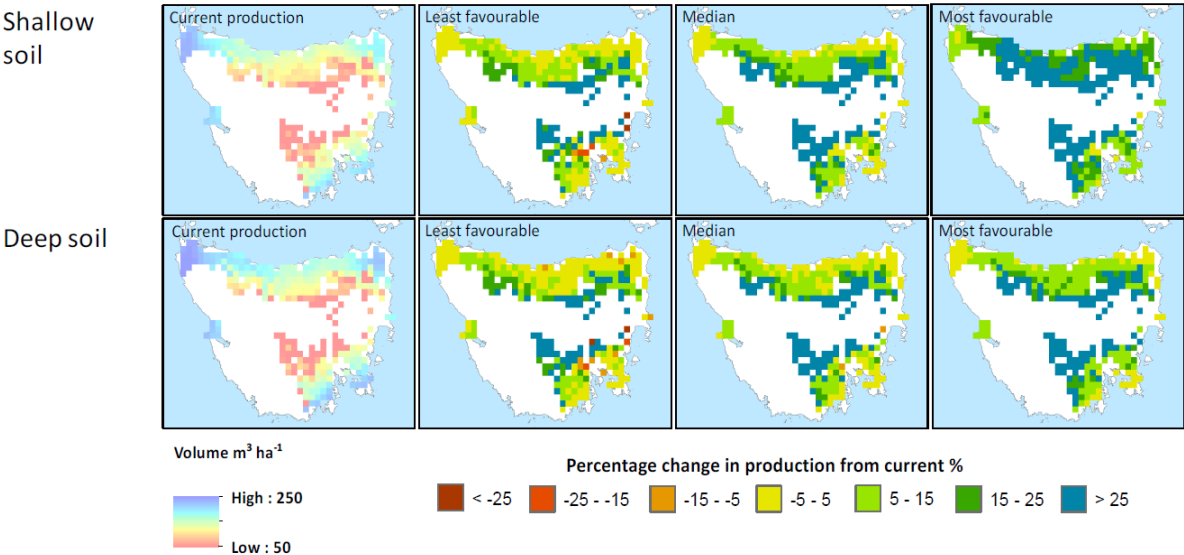 Shallow
soil
Current production
Least favourable
Median
Most favourable
Deep soil
Current production
Least favourable
Median
Most favourable
Volume m³ ha⁻¹
High : 250
Low : 50
Percentage change in production from current %
< -25
-25 - -15
-15 - -5
-5 - 5
5 - 15
15 - 25
> 25